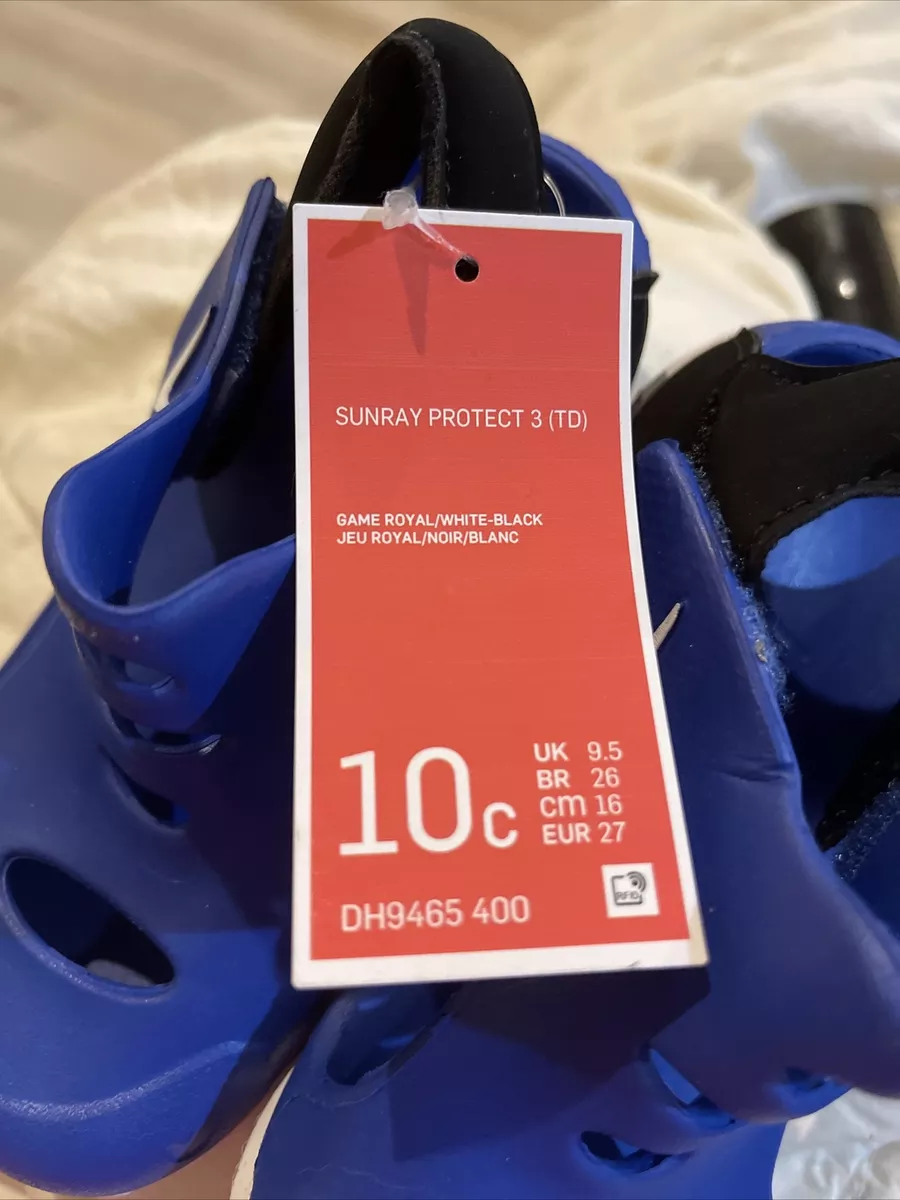 SUNRAY PROTECT 3 (TD)
GAME ROYAL/WHITE-BLACK
JEU ROYAL/NOIR/BLANC
10c
UK 9.5
BR 26
cm 16
EUR 27
DH9465 400
RFID